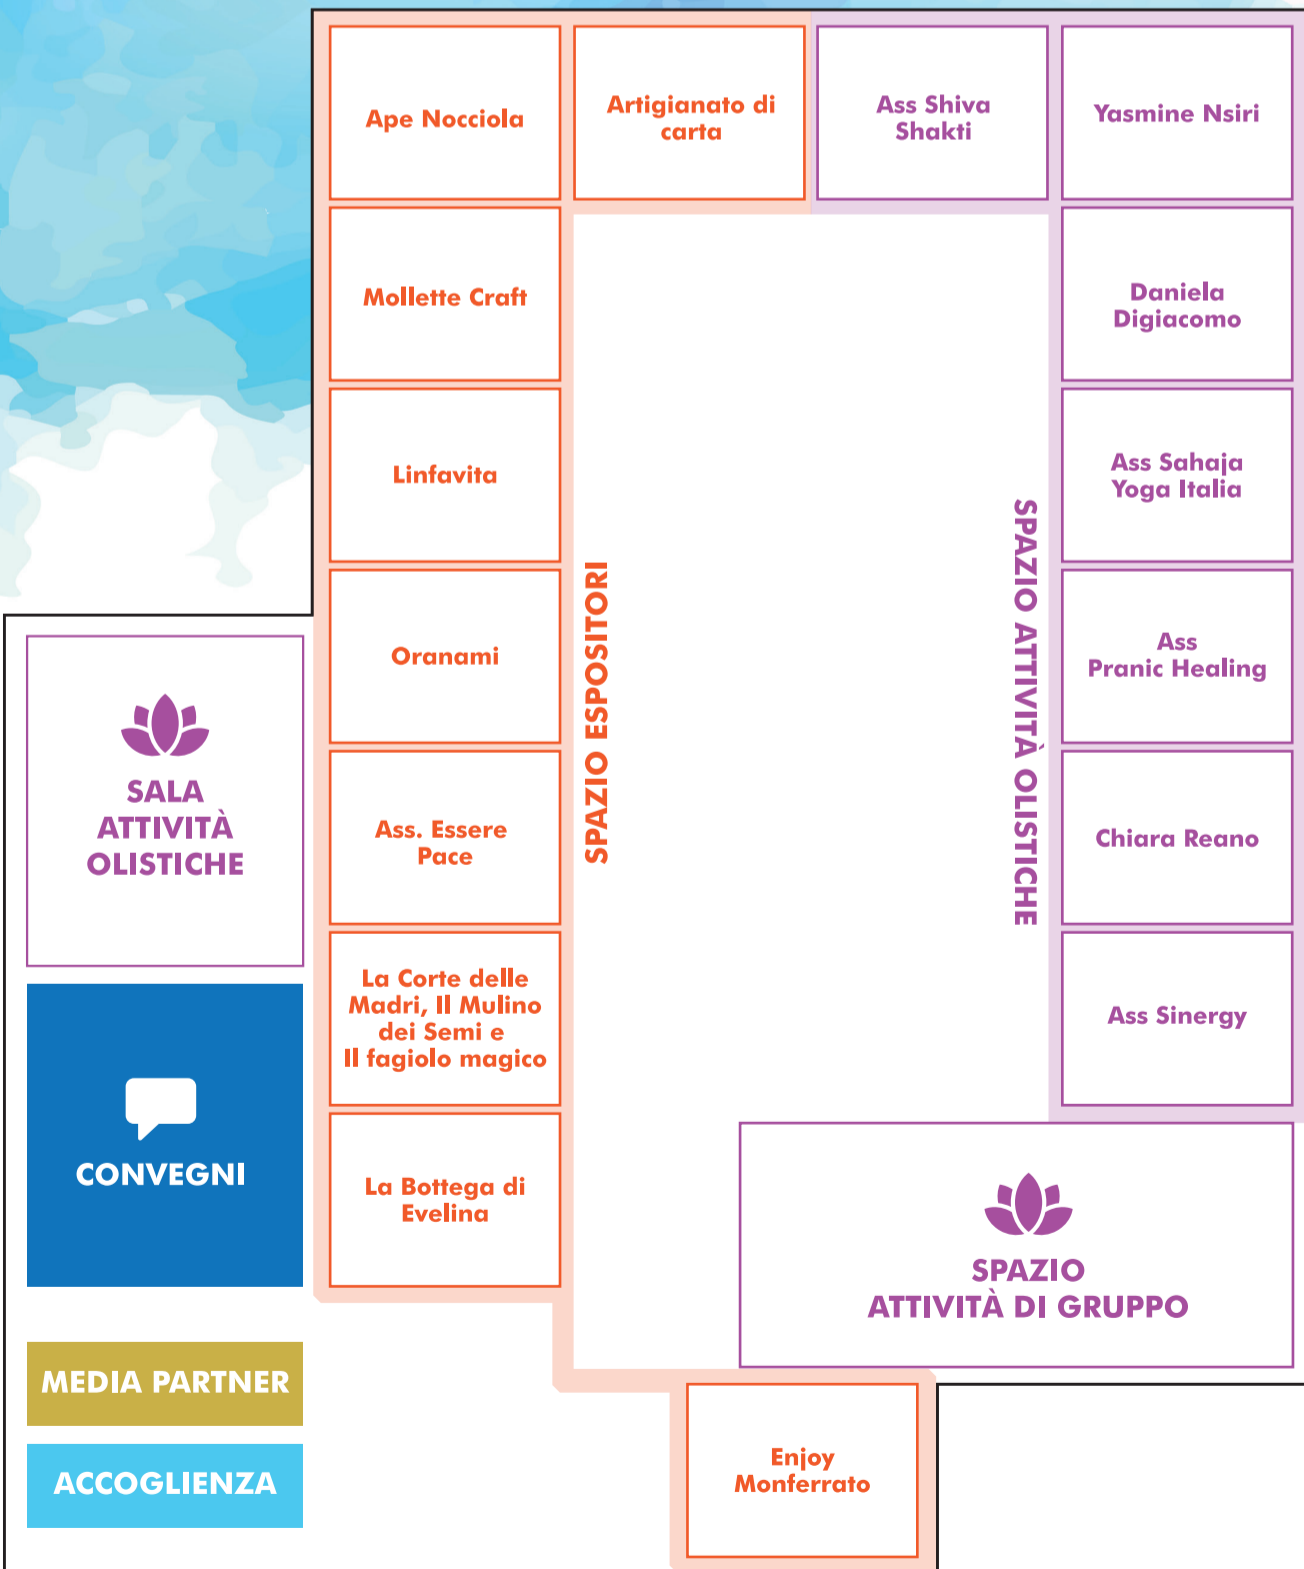 Ape Nocciola
Artigianato di
carta
Ass Shiva
Shakti
Yasmine Nsiri
Mollette Craft
Daniela
Digiacomo
Linfavita
Ass Sahaja
Yoga Italia
Oranami
Ass
Pranic Healing
Ass. Essere
Pace
Chiara Reano
La Corte delle
Madri, Il Mulino
dei Semi e
Il fagiolo magico
Ass Sinergy
La Bottega di
Evelina
SPAZIO ESPOSITORI
SPAZIO ATTIVITÀ OLISTICHE
SALA
ATTIVITÀ
OLISTICHE
CONVEGNI
SPAZIO
ATTIVITÀ DI GRUPPO
MEDIA PARTNER
ACCOGLIENZA
Enjoy
Monferrato